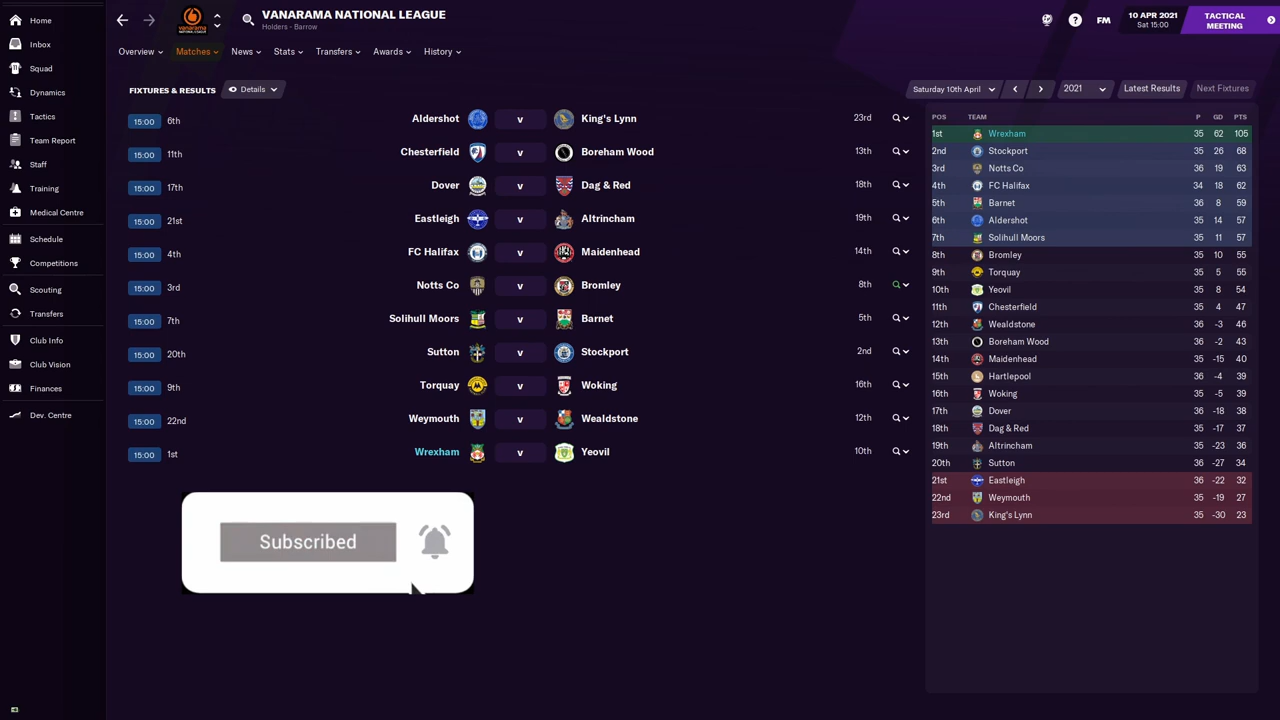 Home
Inbox
Squad
Dynamics
Tactics
Team Report
Staff
Training
Medical Centre
Schedule
Competitions
Scouting
Transfers
Club Info
Club Vision
Finances
Dev. Centre
VANARAMA NATIONAL LEAGUE
Holders - Barrow
? FM 10 APR 2021 Sat 15:00 TACTICAL MEETING
Overview Matches News Stats Transfers Awards History
FIXTURES & RESULTS Details Saturday 10th April 2021 Latest Results Next Fixtures
15:00 6th Aldershot v King's Lynn 23rd
15:00 11th Chesterfield v Boreham Wood 13th
15:00 17th Dover v Dag & Red 18th
15:00 21st Eastleigh v Altrincham 19th
15:00 4th FC Halifax v Maidenhead 14th
15:00 3rd Notts Co v Bromley 8th
15:00 7th Solihull Moors v Barnet 5th
15:00 20th Sutton v Stockport 2nd
15:00 9th Torquay v Woking 16th
15:00 22nd Weymouth v Wealdstone 12th
15:00 1st Wrexham v Yeovil 10th
Subscribed
POS TEAM P GD PTS
1st Wrexham 35 62 105
2nd Stockport 35 26 68
3rd Notts Co 36 19 63
4th FC Halifax 34 18 62
5th Barnet 36 8 59
6th Aldershot 35 14 57
7th Solihull Moors 35 11 57
8th Bromley 35 10 55
9th Torquay 35 5 55
10th Yeovil 35 8 54
11th Chesterfield 35 4 47
12th Wealdstone 36 -3 46
13th Boreham Wood 36 -2 43
14th Maidenhead 35 -15 40
15th Hartlepool 36 -4 39
16th Woking 35 -5 39
17th Dover 36 -18 38
18th Dag & Red 35 -17 37
19th Altrincham 35 -23 36
20th Sutton 36 -27 34
21st Eastleigh 36 -22 32
22nd Weymouth 35 -19 27
23rd King's Lynn 35 -30 23